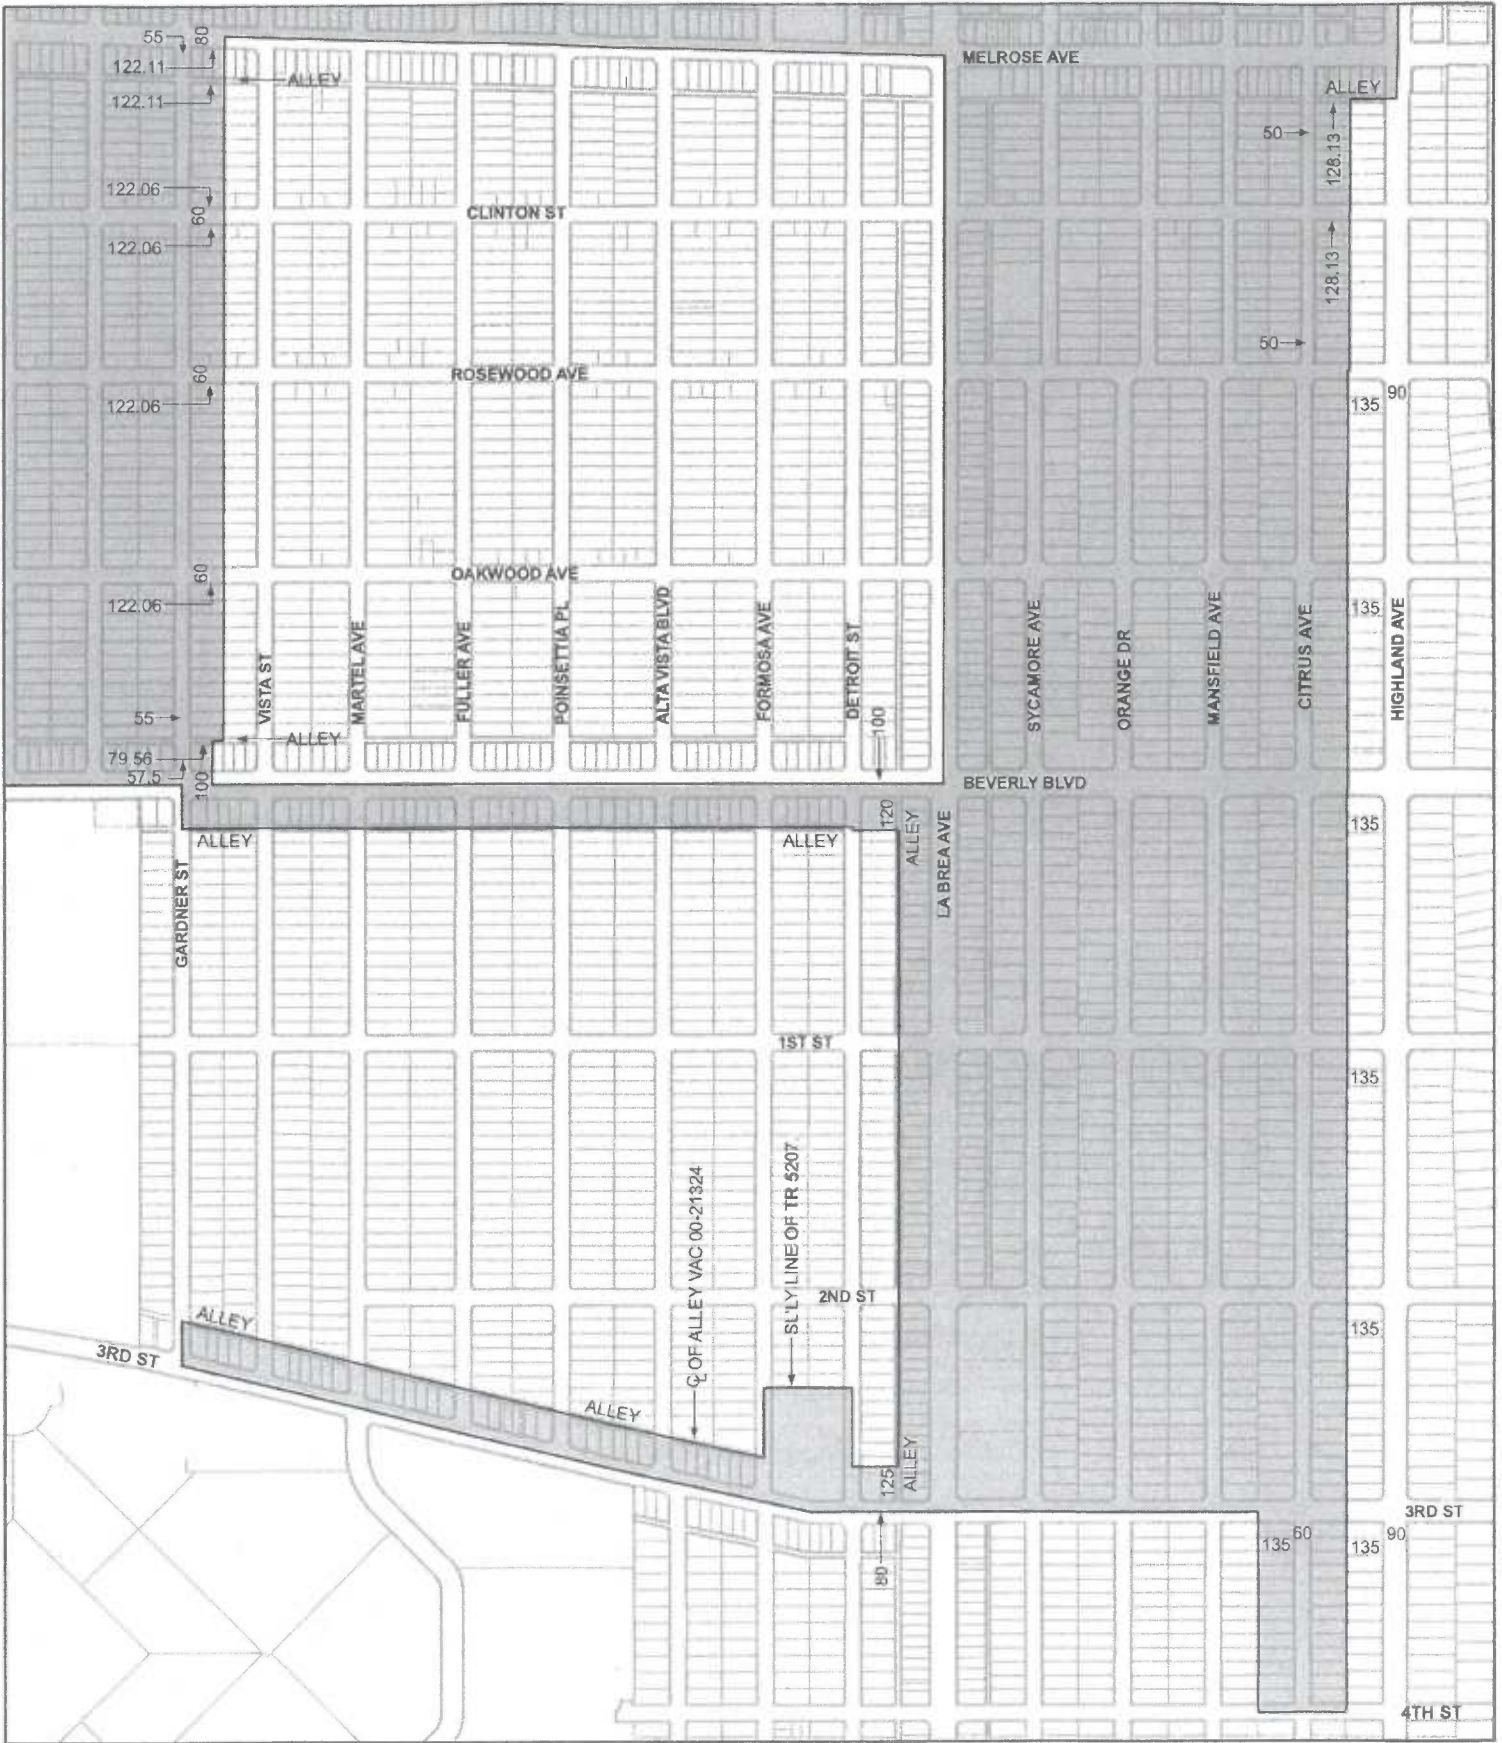 55
80
MELROSE AVE
122.11
ALLEY
ALLEY
122.11
50
128.13
122.06
60
CLINTON ST
122.06
128.13
50
60
ROSEWOOD AVE
122.06
135
90
60
OAKWOOD AVE
122.06
135
VISTA ST
MARTEL AVE
FULLER AVE
POINSETTIA PL
ALTA VISTA BLVD
FORMOSA AVE
DETROIT ST
SYCAMORE AVE
ORANGE DR
MANSFIELD AVE
CITRUS AVE
HIGHLAND AVE
55
100
ALLEY
79.56
57.5
100
BEVERLY BLVD
120
135
ALLEY
ALLEY
ALLEY
LA BREA AVE
GARDNER ST
1ST ST
135
℄ OF ALLEY VAC 00-21324
SL'LY LINE OF TR 5207
2ND ST
ALLEY
135
3RD ST
ALLEY
ALLEY
125
3RD ST
135
60
135
90
80
4TH ST